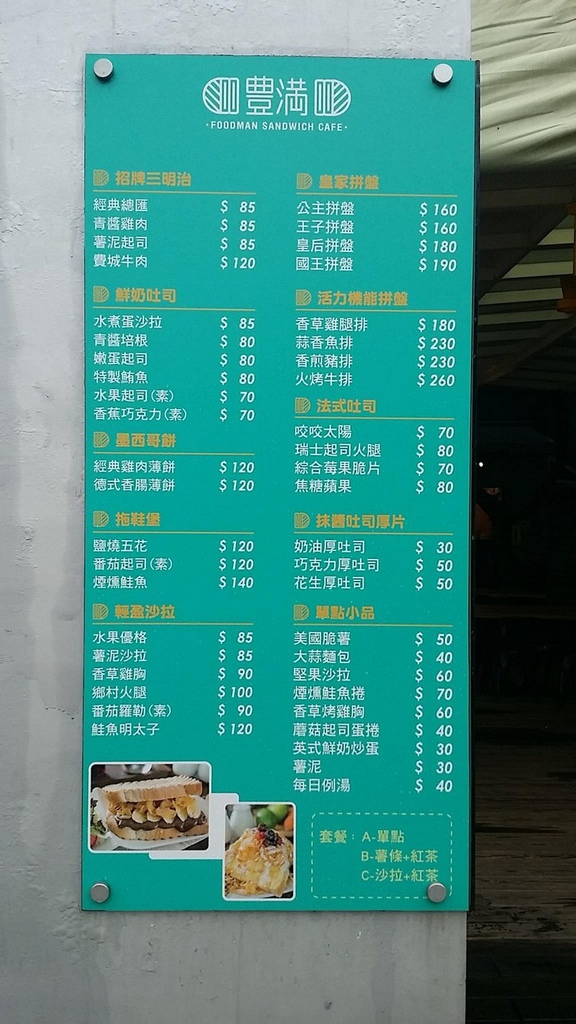 豐満
·FOODMAN SANDWICH CAFE·
招牌三明治
經典總匯 $ 85
青醬雞肉 $ 85
薯泥起司 $ 85
費城牛肉 $ 120
鮮奶吐司
水煮蛋沙拉 $ 85
青醬培根 $ 80
嫩蛋起司 $ 80
特製鮪魚 $ 80
水果起司(素) $ 70
香蕉巧克力(素) $ 70
墨西哥餅
經典雞肉薄餅 $ 120
德式香腸薄餅 $ 120
拖鞋堡
鹽燒五花 $ 120
番茄起司(素) $ 120
煙燻鮭魚 $ 140
輕盈沙拉
水果優格 $ 85
薯泥沙拉 $ 85
香草雞胸 $ 90
鄉村火腿 $ 100
番茄羅勒(素) $ 90
鮭魚明太子 $ 120
皇家拼盤
公主拼盤 $ 160
王子拼盤 $ 160
皇后拼盤 $ 180
國王拼盤 $ 190
活力機能拼盤
香草雞腿排 $ 180
蒜香魚排 $ 230
香煎豬排 $ 230
火烤牛排 $ 260
法式吐司
咬咬太陽 $ 70
瑞士起司火腿 $ 80
綜合莓果脆片 $ 70
焦糖蘋果 $ 80
抹醬吐司厚片
奶油厚吐司 $ 30
巧克力厚吐司 $ 50
花生厚吐司 $ 50
單點小品
美國脆薯 $ 50
大蒜麵包 $ 40
堅果沙拉 $ 60
煙燻鮭魚捲 $ 70
香草烤雞胸 $ 60
蘑菇起司蛋捲 $ 40
英式鮮奶炒蛋 $ 30
薯泥 $ 30
每日例湯 $ 40
套餐：A-單點
B-薯條+紅茶
C-沙拉+紅茶